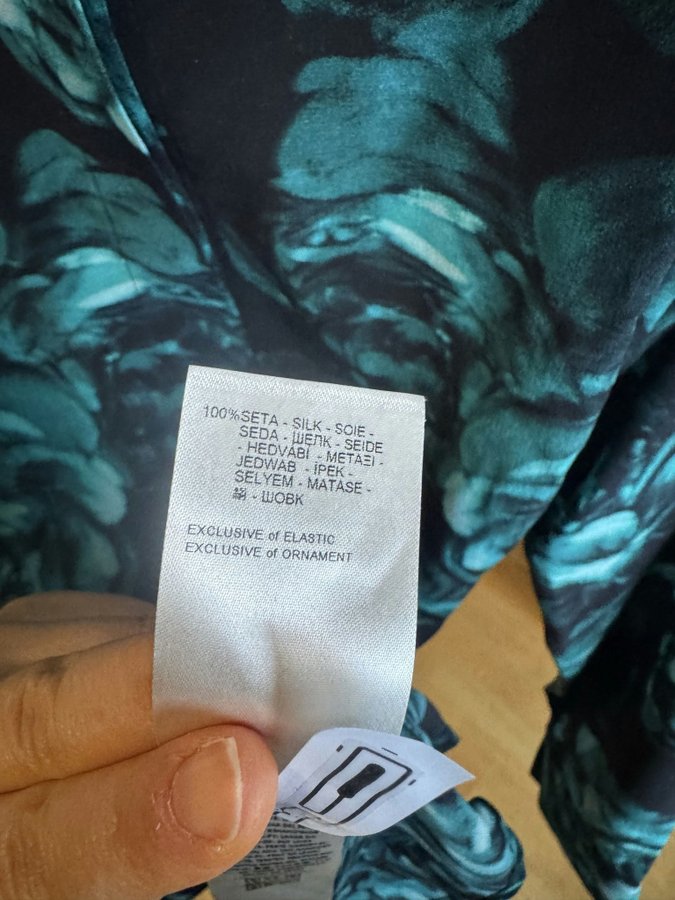 100%SETA - SILK - SOIE -
SEDA - ШЕЛК - SEIDE
- HEDVÁBÍ - ΜΕΤΑΞΙ -
JEDWAB - İPEK -
SELYEM - MATASE -
- ШОВК
EXCLUSIVE of ELASTIC
EXCLUSIVE of ORNAMENT